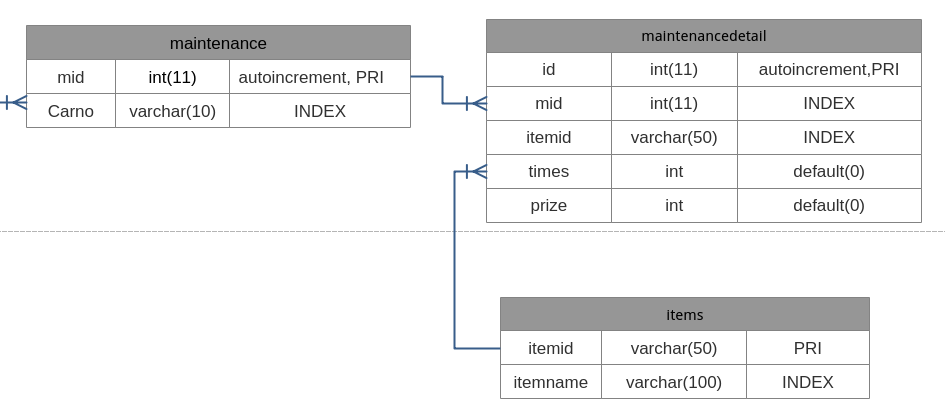 maintenance
mid int(11) autoincrement, PRI
Carno varchar(10) INDEX
maintenancedetail
id int(11) autoincrement,PRI
mid int(11) INDEX
itemid varchar(50) INDEX
times int default(0)
prize int default(0)
items
itemid varchar(50) PRI
itemname varchar(100) INDEX